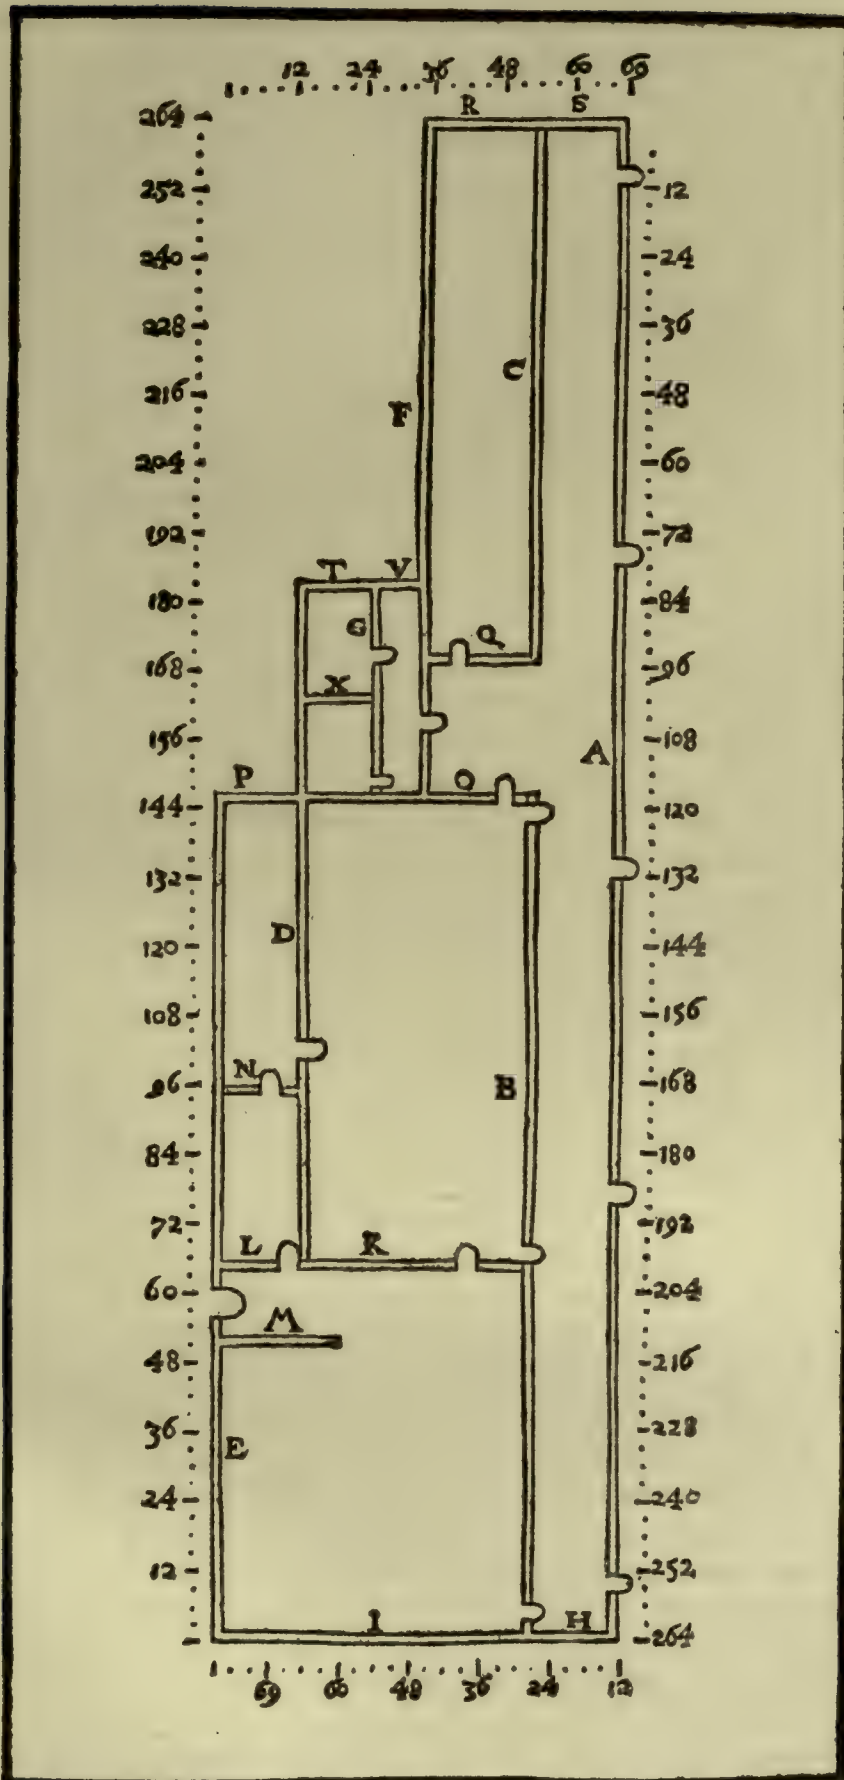 12 24 36 48 60 69
R S
264
252 12
240 24
228 36
C
216 48
F
204 60
192 72
T V
180 84
G Q
168 96
X
156 108
A
P O
144 120
132 132
D
120 144
108 156
N
96 168
B
84 180
72 192
L K
60 204
M
48 216
36 228
E
24 240
12 252
I H
264
69 60 48 36 24 12